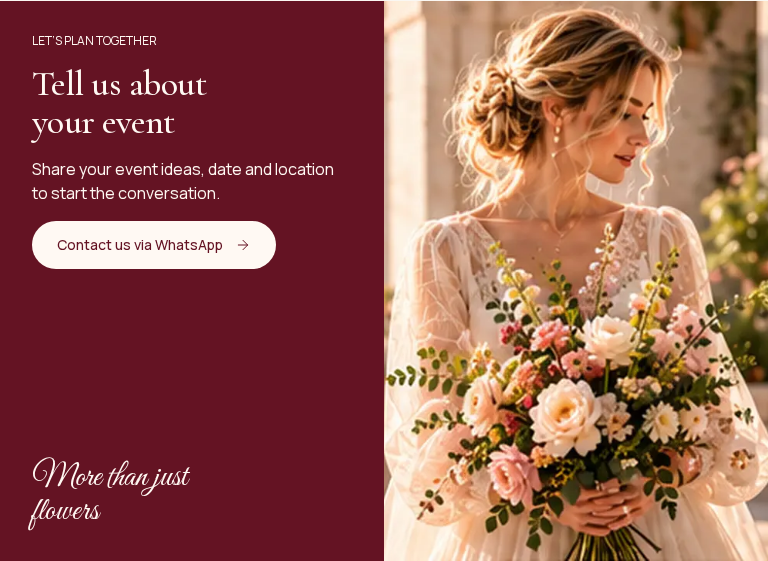 LET'S PLAN TOGETHER
Tell us about
your event
Share your event ideas, date and location
to start the conversation.
Contact us via WhatsApp →
More than just
flowers